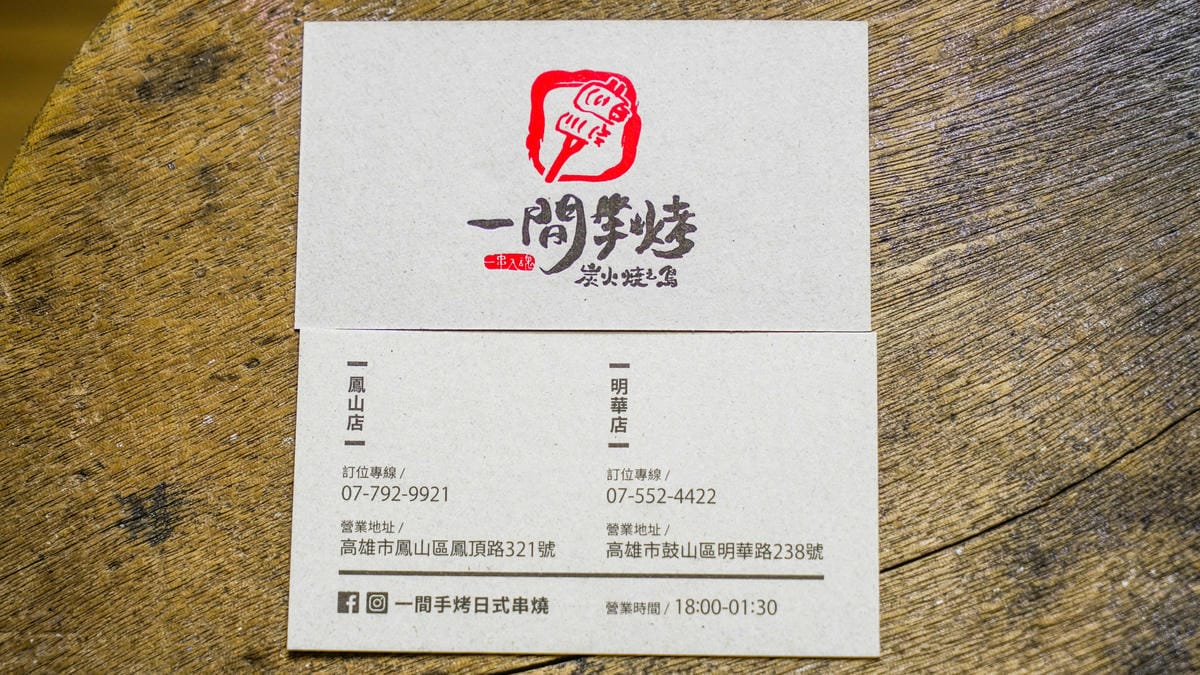 一間手烤
一串入魂
炭火燒之鳥
鳳山店
訂位專線 /
07-792-9921
營業地址 /
高雄市鳳山區鳳頂路321號
明華店
訂位專線 /
07-552-4422
營業地址 /
高雄市鼓山區明華路238號
一間手烤日式串燒
營業時間 / 18:00-01:30